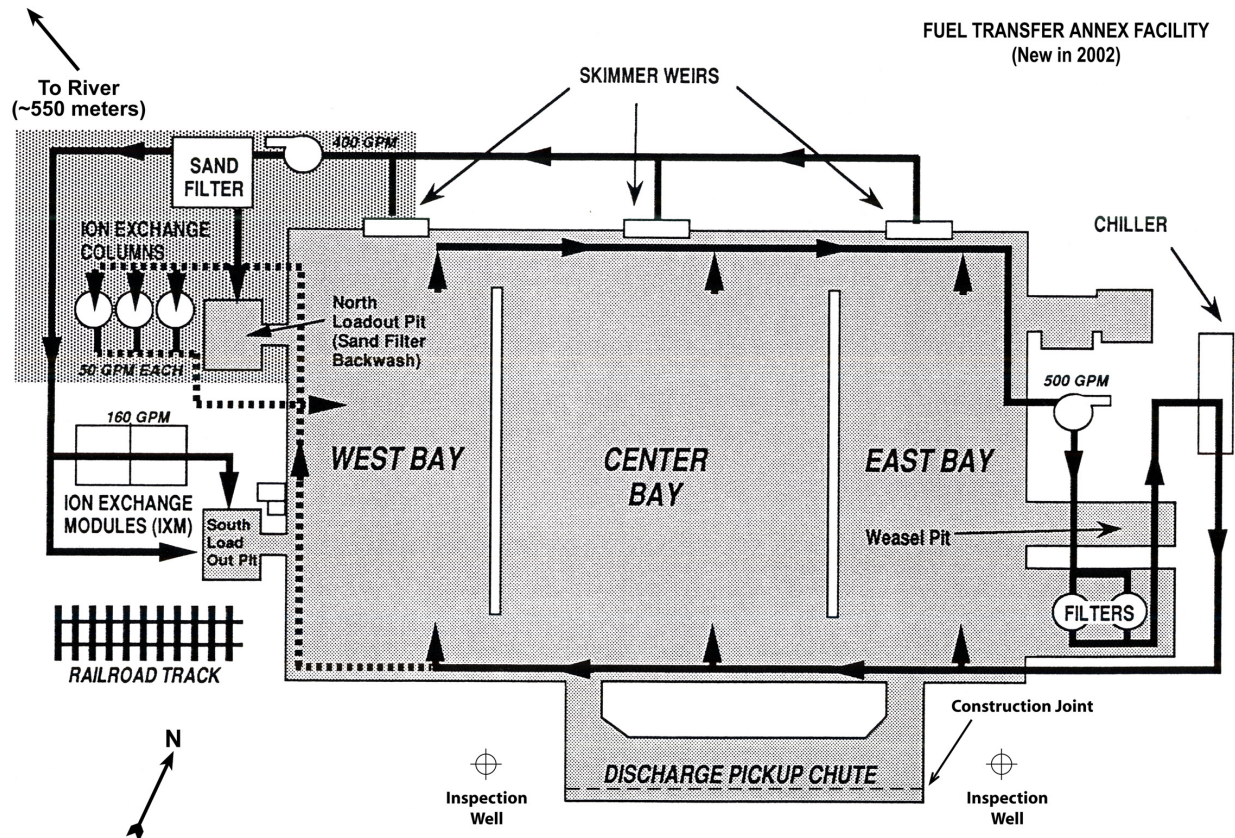 FUEL TRANSFER ANNEX FACILITY
(New in 2002)
To River
(~550 meters)
SKIMMER WEIRS
400 GPM
SAND
FILTER
CHILLER
ION EXCHANGE
COLUMNS
North
Loadout Pit
(Sand Filter
Backwash)
50 GPM EACH
500 GPM
160 GPM
WEST BAY
CENTER
BAY
EAST BAY
ION EXCHANGE
MODULES (IXM)
South
Load
Out Pit
Weasel Pit
FILTERS
RAILROAD TRACK
Construction Joint
N
DISCHARGE PICKUP CHUTE
Inspection
Well
Inspection
Well